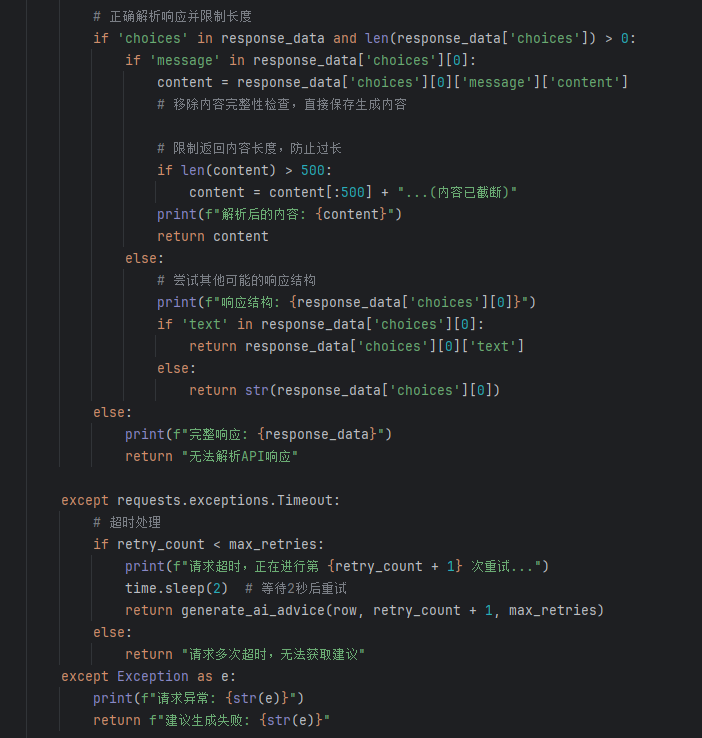 # 正确解析响应并限制长度
if 'choices' in response_data and len(response_data['choices']) > 0:
    if 'message' in response_data['choices'][0]:
        content = response_data['choices'][0]['message']['content']
        # 移除内容完整性检查，直接保存生成内容

        # 限制返回内容长度，防止过长
        if len(content) > 500:
            content = content[:500] + "...(内容已截断)"
        print(f"解析后的内容: {content}")
        return content
    else:
        # 尝试其他可能的响应结构
        print(f"响应结构: {response_data['choices'][0]}")
        if 'text' in response_data['choices'][0]:
            return response_data['choices'][0]['text']
        else:
            return str(response_data['choices'][0])
else:
    print(f"完整响应: {response_data}")
    return "无法解析API响应"

except requests.exceptions.Timeout:
    # 超时处理
    if retry_count < max_retries:
        print(f"请求超时，正在进行第 {retry_count + 1} 次重试...")
        time.sleep(2)  # 等待2秒后重试
        return generate_ai_advice(row, retry_count + 1, max_retries)
    else:
        return "请求多次超时，无法获取建议"
except Exception as e:
    print(f"请求异常: {str(e)}")
    return f"建议生成失败: {str(e)}"